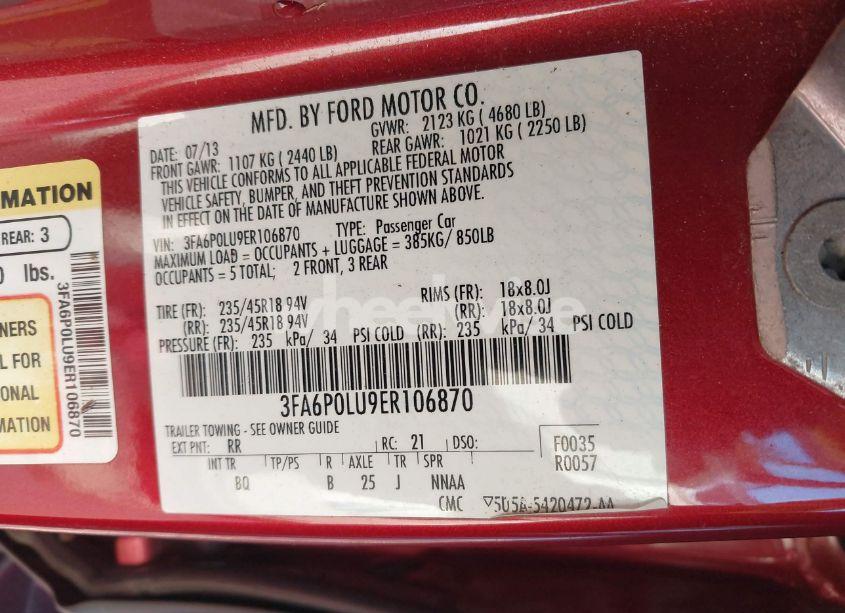 MFD. BY FORD MOTOR CO.
DATE: 07/13 GVWR: 2123 KG ( 4680 LB)
FRONT GAWR: 1107 KG ( 2440 LB) REAR GAWR: 1021 KG ( 2250 LB)
THIS VEHICLE CONFORMS TO ALL APPLICABLE FEDERAL MOTOR
VEHICLE SAFETY, BUMPER, AND THEFT PREVENTION STANDARDS
IN EFFECT ON THE DATE OF MANUFACTURE SHOWN ABOVE.
VIN: 3FA6P0LU9ER106870 TYPE: Passenger Car
MAXIMUM LOAD = OCCUPANTS + LUGGAGE = 385KG/ 850LB
OCCUPANTS = 5 TOTAL; 2 FRONT, 3 REAR
TIRE (FR): 235/45R18 94V RIMS (FR): 18x8.0J
(RR): 235/45R18 94V (RR): 18x8.0J
PRESSURE (FR): 235 kPa/ 34 PSI COLD (RR): 235 kPa/ 34 PSI COLD
3FA6P0LU9ER106870
TRAILER TOWING - SEE OWNER GUIDE
EXT PNT: RR RC: 21 DSO: F0035
INT TR TP/PS R AXLE TR SPR R0057
BQ B 25 J NNAA
CMC
MATION
REAR: 3
0 lbs.
NERS
L FOR
ONAL
MATION
3FA6P0LU9ER106870
wheelwise